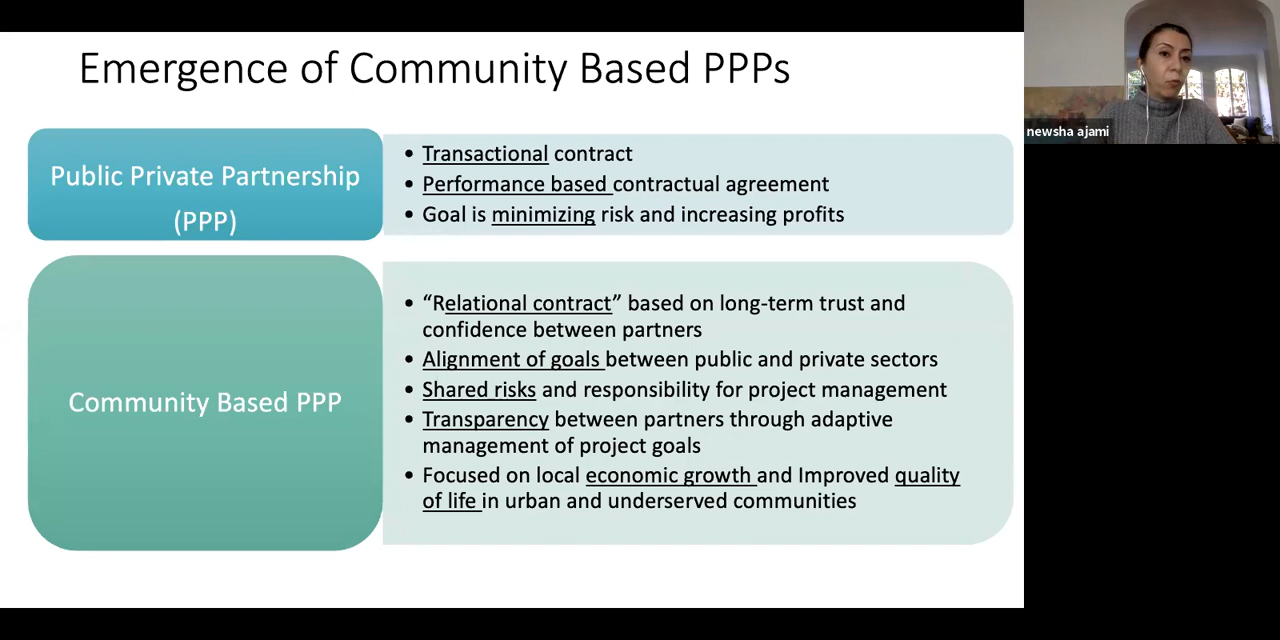 Emergence of Community Based PPPs
Public Private Partnership
(PPP)
• Transactional contract
• Performance based contractual agreement
• Goal is minimizing risk and increasing profits
Community Based PPP
• “Relational contract” based on long-term trust and
confidence between partners
• Alignment of goals between public and private sectors
• Shared risks and responsibility for project management
• Transparency between partners through adaptive
management of project goals
• Focused on local economic growth and Improved quality
of life in urban and underserved communities
newsha ajami